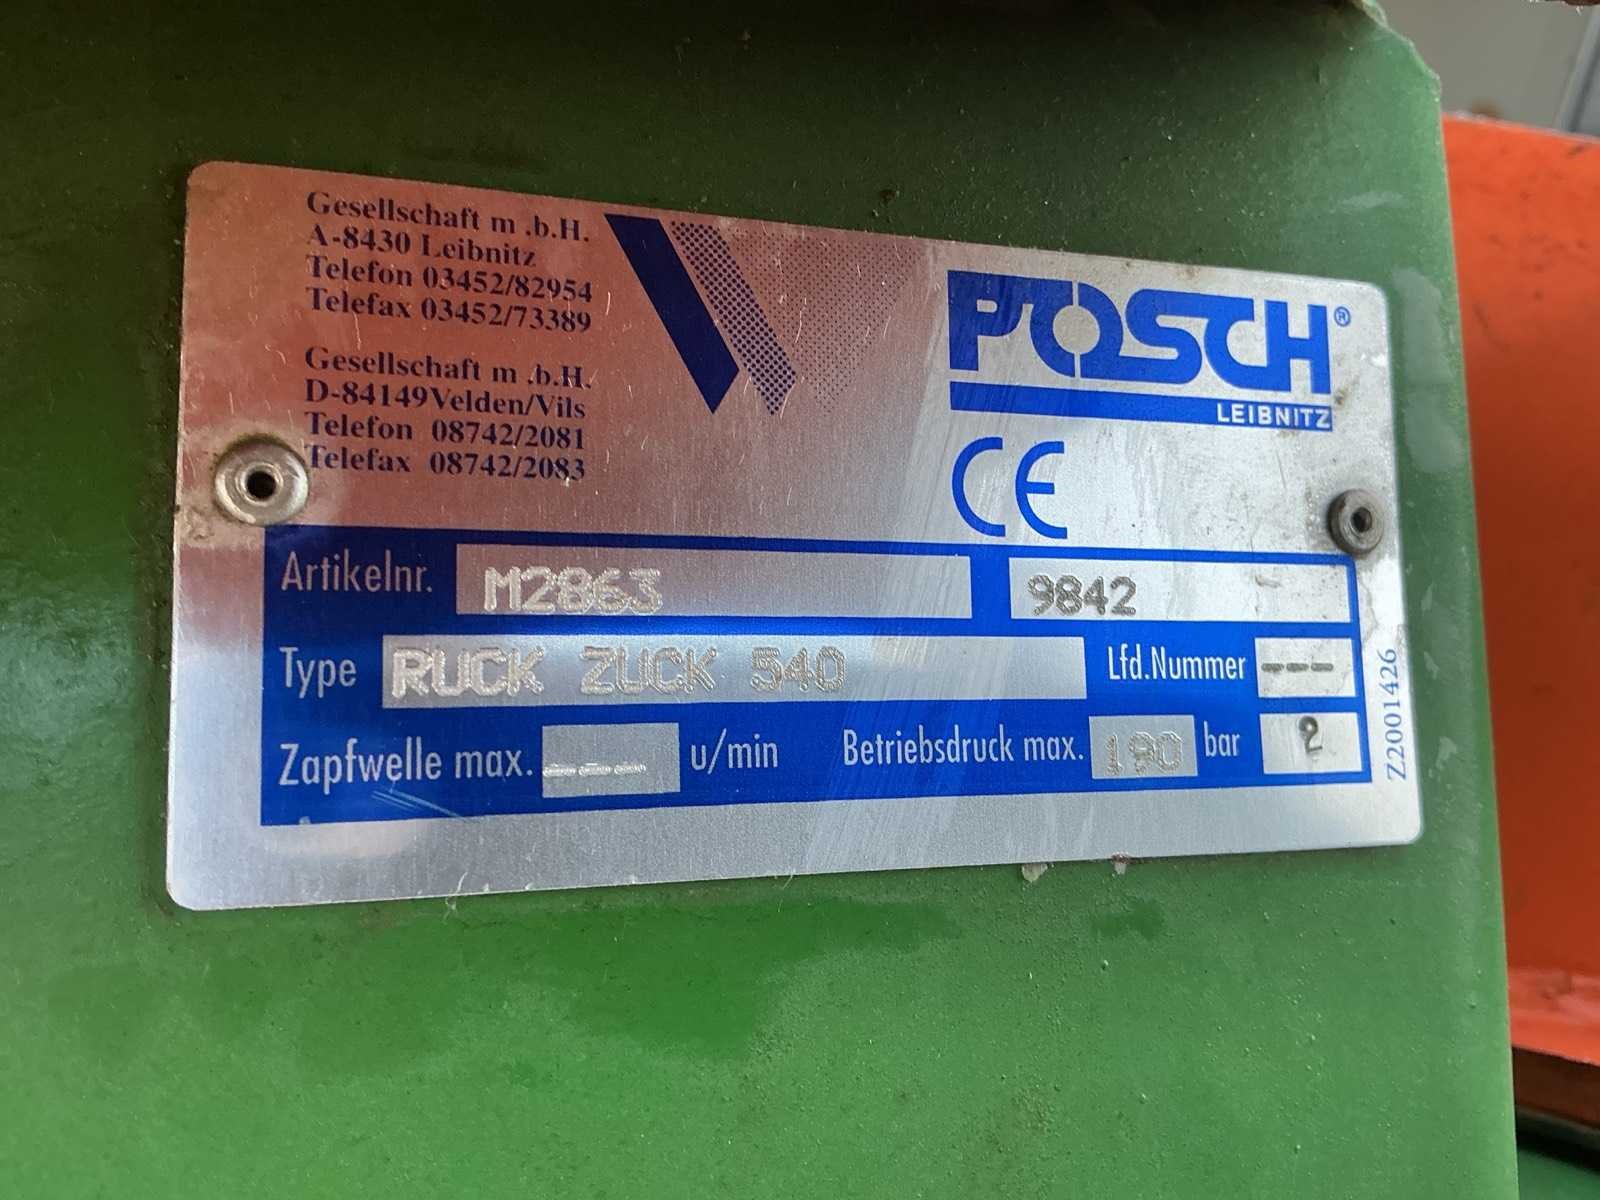 Gesellschaft m .b.H.
A-8430 Leibnitz
Telefon 03452/82954
Telefax 03452/73389
Gesellschaft m .b.H.
D-84149Velden/Vils
Telefon 08742/2081
Telefax 08742/2083
POSCH®
LEIBNITZ
CE
Artikelnr. M2863 9842
Type RUCK ZUCK 540 Lfd.Nummer ---
Zapfwelle max. --- u/min Betriebsdruck max. 190 bar 2
Z2001426